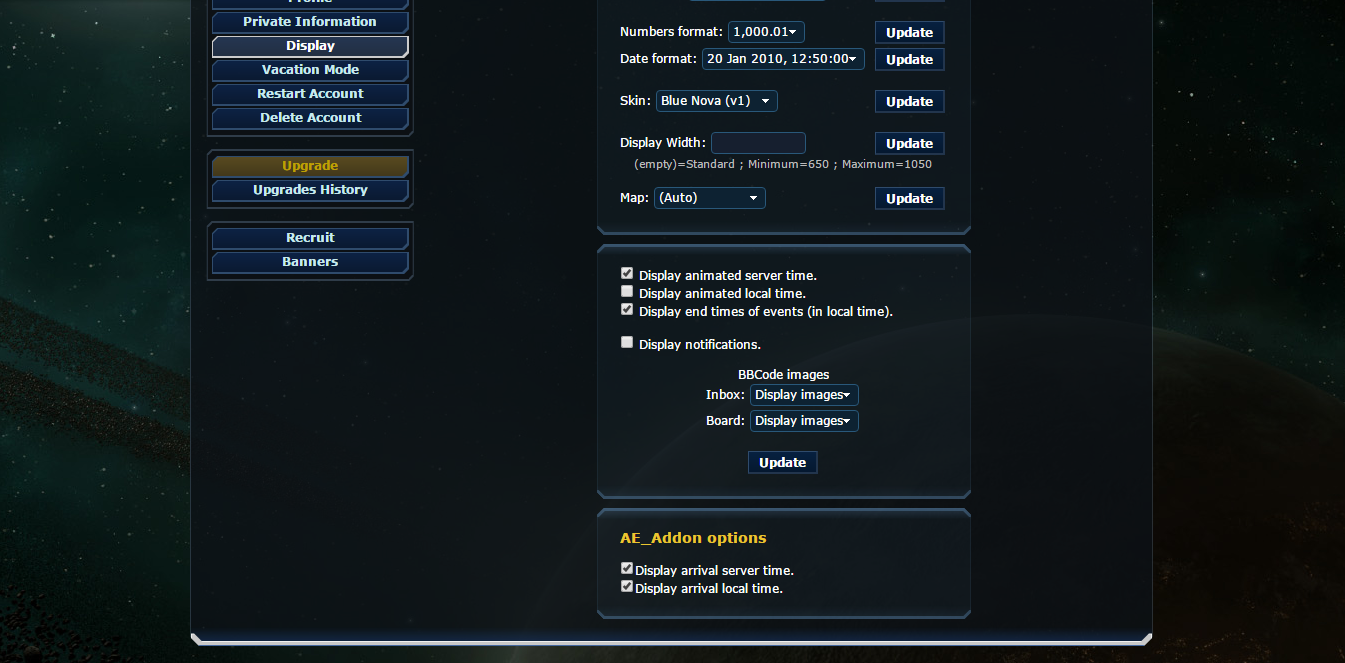 Profile
Private Information
Display
Vacation Mode
Restart Account
Delete Account
Upgrade
Upgrades History
Recruit
Banners
Numbers format: 1,000.01 Update
Date format: 20 Jan 2010, 12:50:00 Update
Skin: Blue Nova (v1) Update
Display Width: Update
(empty)=Standard ; Minimum=650 ; Maximum=1050
Map: (Auto) Update
Display animated server time.
Display animated local time.
Display end times of events (in local time).
Display notifications.
BBCode images
Inbox: Display images
Board: Display images
Update
AE_Addon options
Display arrival server time.
Display arrival local time.